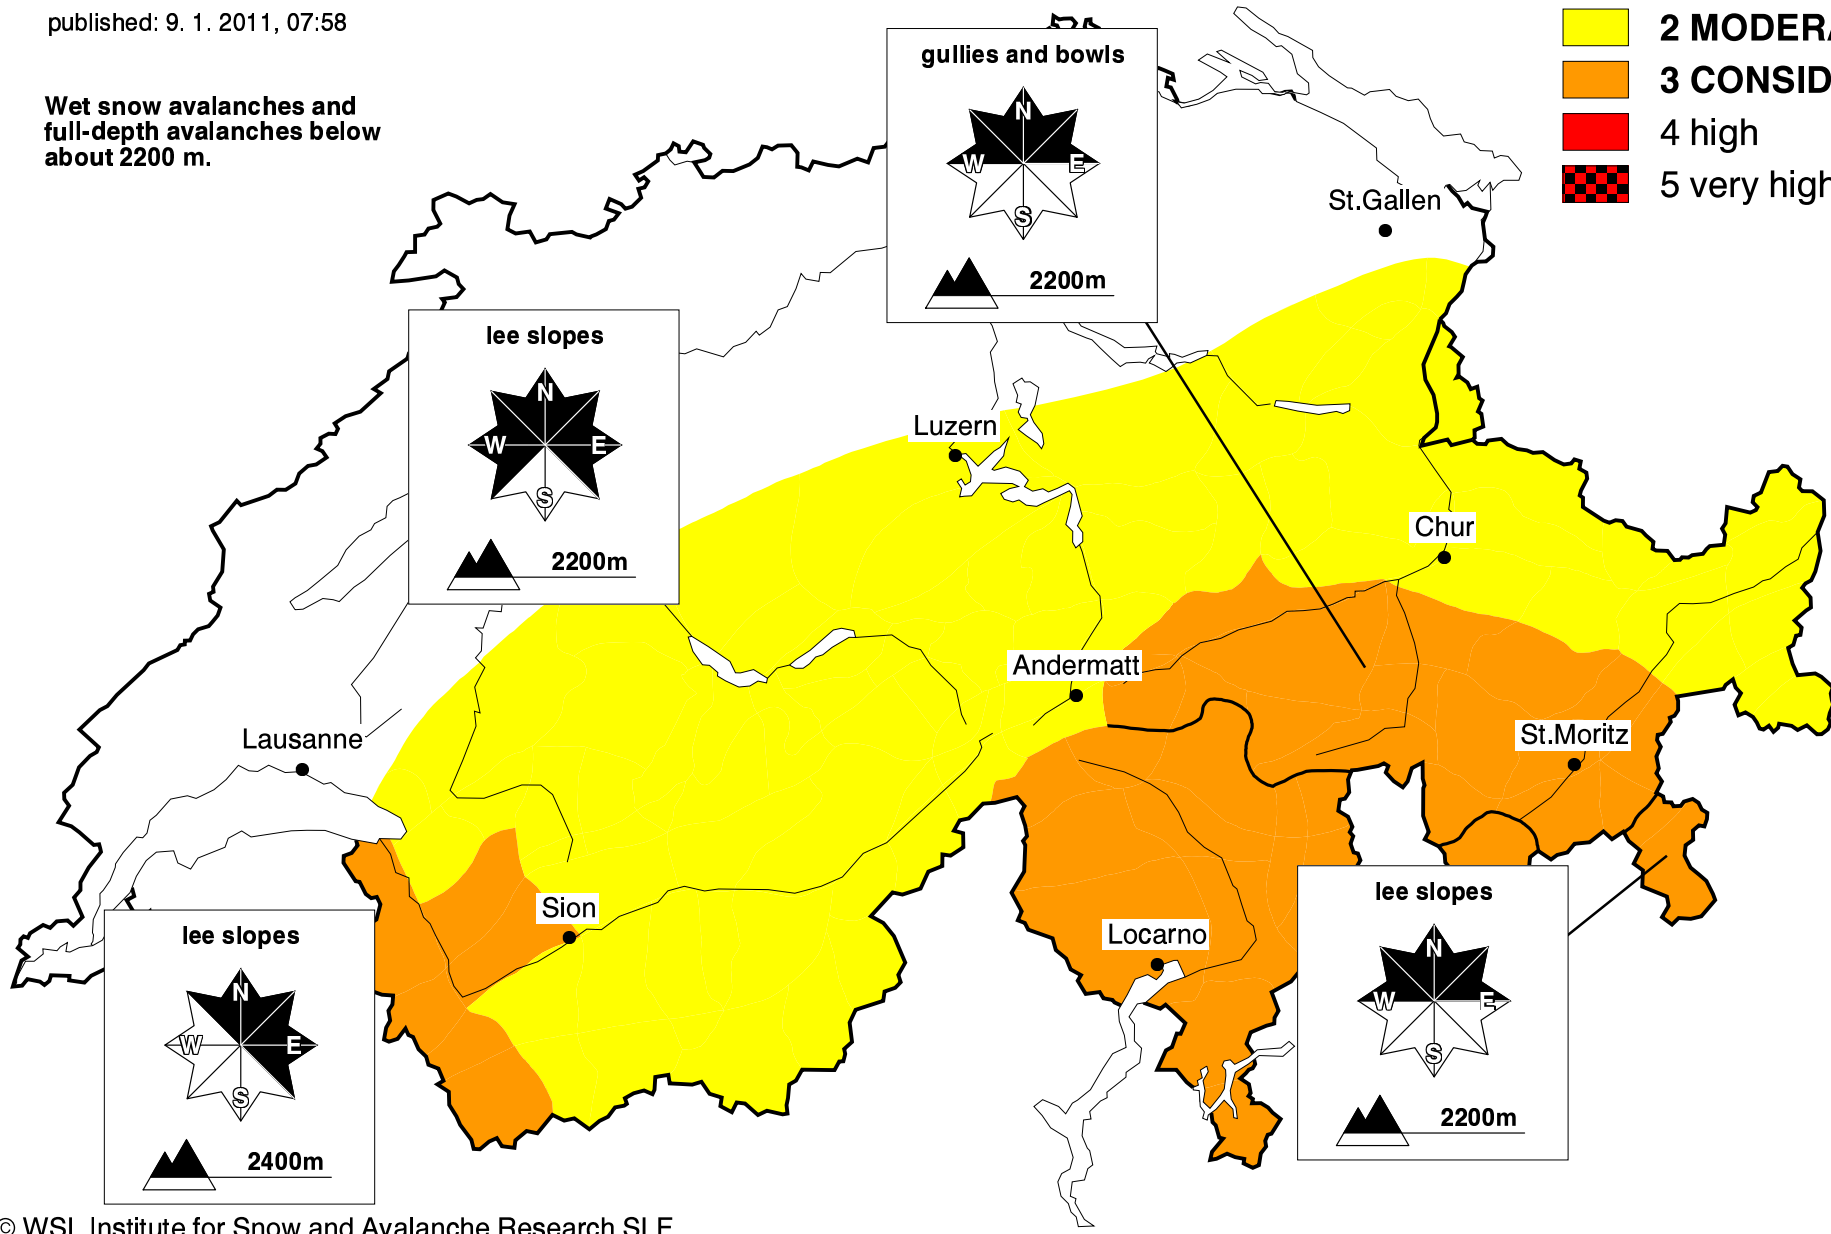 published: 9. 1. 2011, 07:58
Wet snow avalanches and
full-depth avalanches below
about 2200 m.
gullies and bowls
N
W
E
S
2200m
2
3
4 high
5 very high
St.Gallen
lee slopes
N
W
E
S
2200m
Luzern
Chur
Andermatt
St.Moritz
Lausanne
Sion
Locarno
lee slopes
N
W
E
S
2400m
lee slopes
N
W
E
S
2200m
© WSL Institute for Snow and Avalanche Research SLF